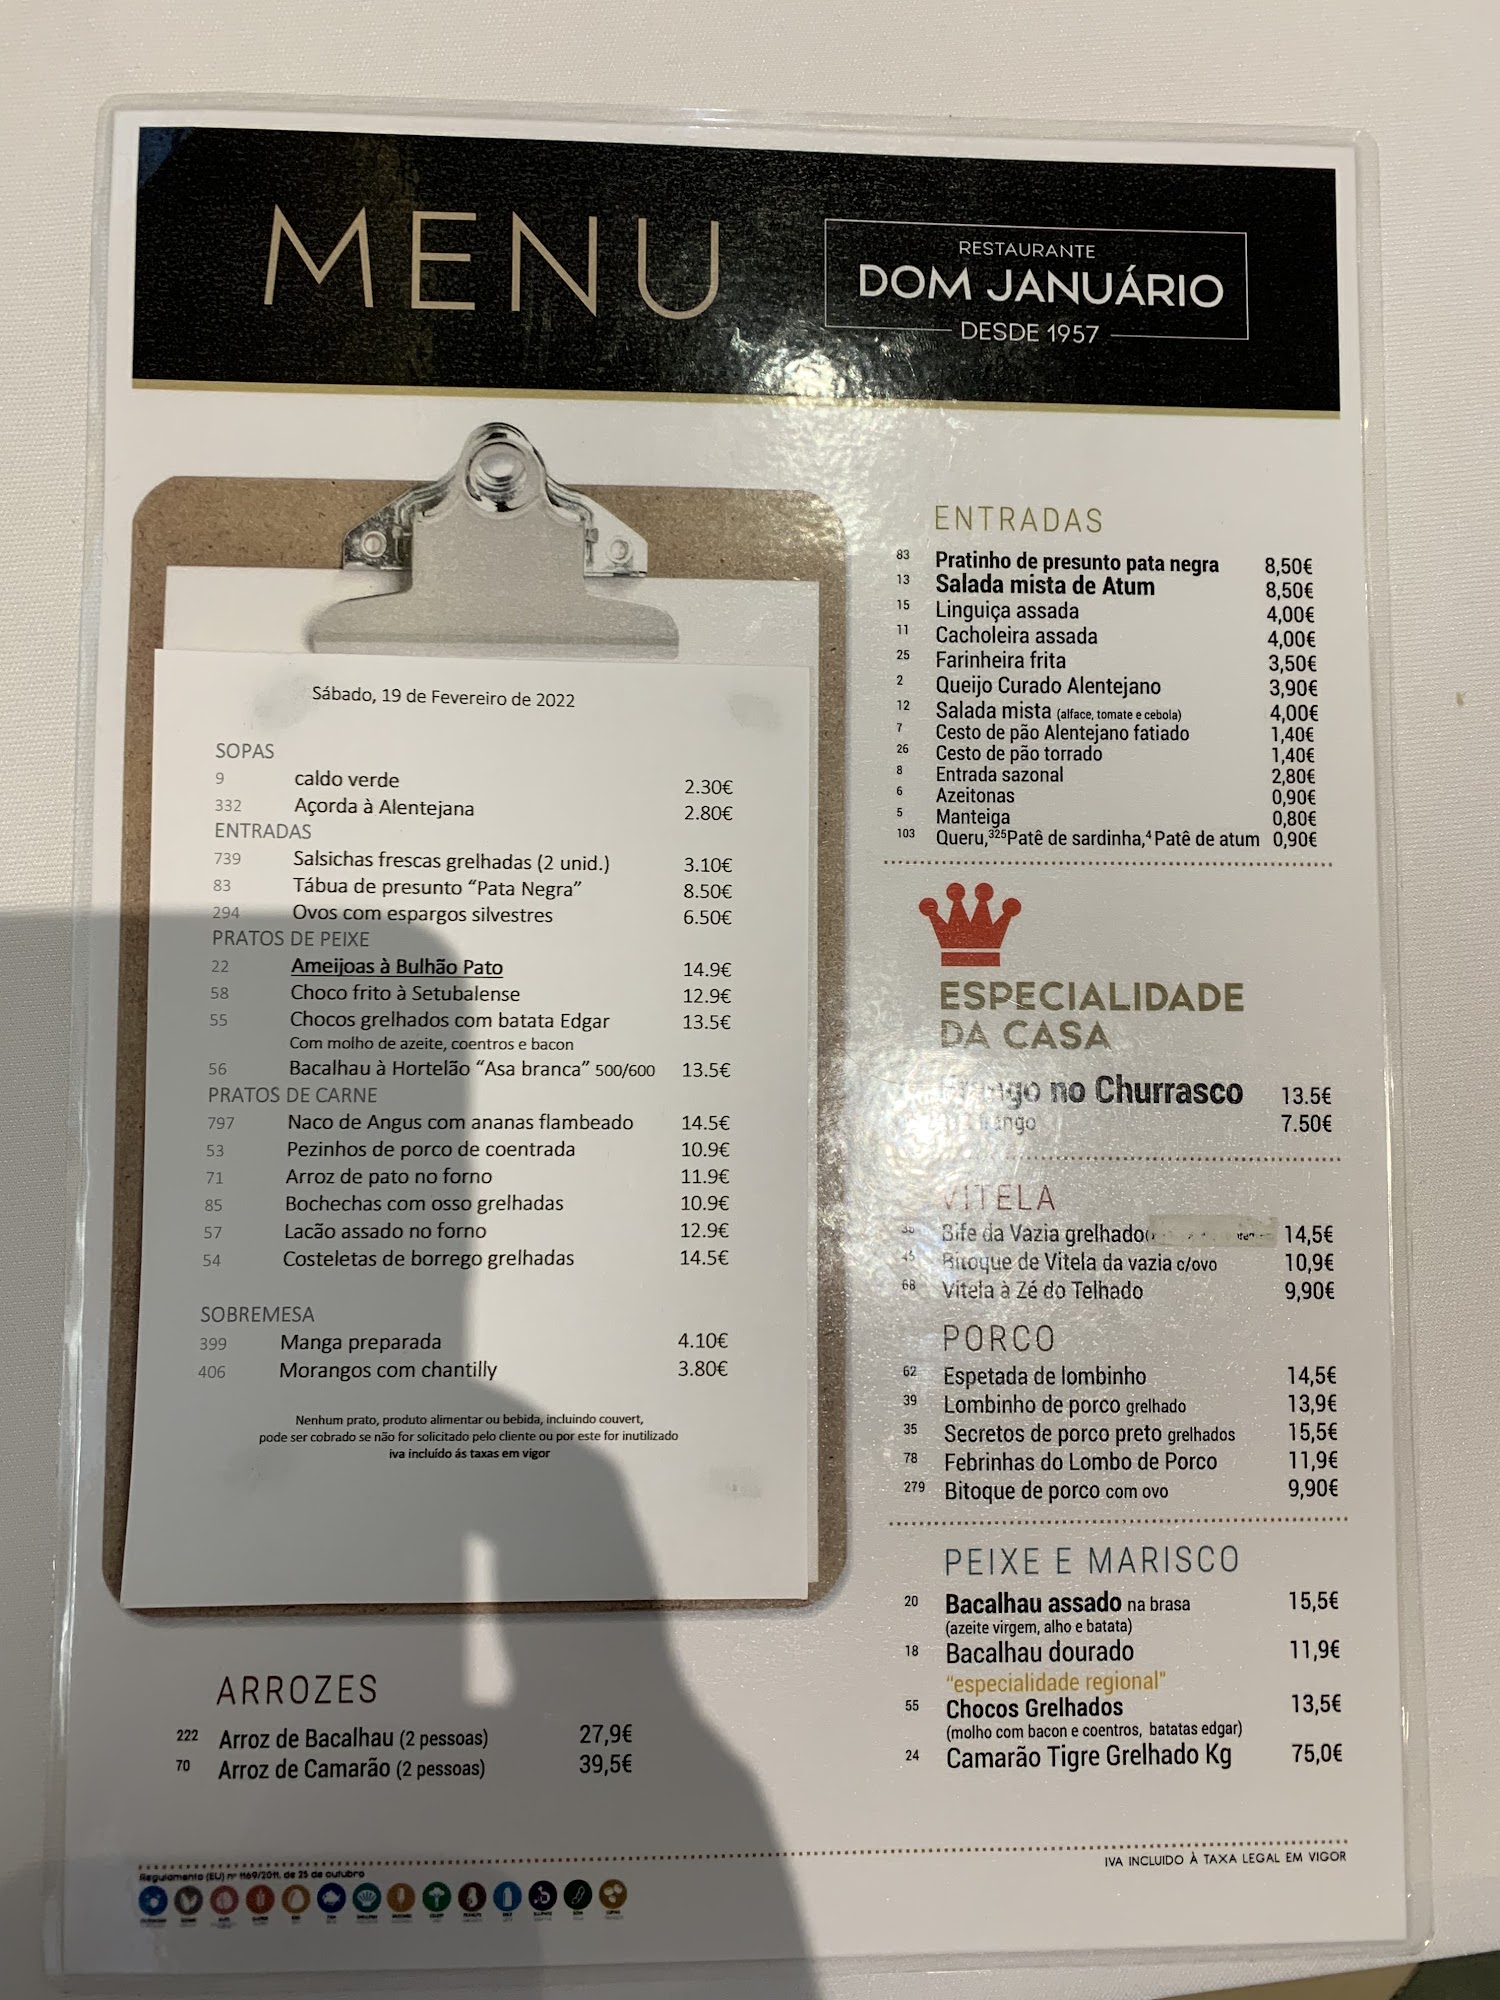 MENU
RESTAURANTE
DOM JANUÁRIO
DESDE 1957
Sábado, 19 de Fevereiro de 2022
SOPAS
9 caldo verde 2.30€
332 Açorda à Alentejana 2.80€
ENTRADAS
739 Salsichas frescas grelhadas (2 unid.) 3.10€
83 Tábua de presunto “Pata Negra” 8.50€
294 Ovos com espargos silvestres 6.50€
PRATOS DE PEIXE
22 Ameijoas à Bulhão Pato 14.9€
58 Choco frito à Setubalense 12.9€
55 Chocos grelhados com batata Edgar 13.5€
Com molho de azeite, coentros e bacon
56 Bacalhau à Hortelão “Asa branca” 500/600 13.5€
PRATOS DE CARNE
797 Naco de Angus com ananas flambeado 14.5€
53 Pezinhos de porco de coentrada 10.9€
71 Arroz de pato no forno 11.9€
85 Bochechas com osso grelhadas 10.9€
57 Lacão assado no forno 12.9€
54 Costeletas de borrego grelhadas 14.5€
SOBREMESA
399 Manga preparada 4.10€
406 Morangos com chantilly 3.80€
Nenhum prato, produto alimentar ou bebida, incluindo couvert,
pode ser cobrado se não for solicitado pelo cliente ou por este for inutilizado
iva incluído ás taxas em vigor
ARROZES
222 Arroz de Bacalhau (2 pessoas) 27,9€
70 Arroz de Camarão (2 pessoas) 39,5€
ENTRADAS
83 Pratinho de presunto pata negra 8,50€
13 Salada mista de Atum 8,50€
15 Linguiça assada 4,00€
11 Cacholeira assada 4,00€
25 Farinheira frita 3,50€
2 Queijo Curado Alentejano 3,90€
12 Salada mista (alface, tomate e cebola) 4,00€
7 Cesto de pão Alentejano fatiado 1,40€
26 Cesto de pão torrado 1,40€
8 Entrada sazonal 2,80€
6 Azeitonas 0,90€
5 Manteiga 0,80€
103 Queru,325Patê de sardinha,4 Patê de atum 0,90€
ESPECIALIDADE
DA CASA
no Churrasco 13.5€
7.50€
VITELA
Bife da Vazia grelhado 14,5€
45 Bitoque de Vitela da vazia c/ovo 10,9€
68 Vitela à Zé do Telhado 9,90€
PORCO
62 Espetada de lombinho 14,5€
39 Lombinho de porco grelhado 13,9€
35 Secretos de porco preto grelhados 15,5€
78 Febrinhas do Lombo de Porco 11,9€
279 Bitoque de porco com ovo 9,90€
PEIXE E MARISCO
20 Bacalhau assado na brasa 15,5€
(azeite virgem, alho e batata)
18 Bacalhau dourado 11,9€
"especialidade regional"
55 Chocos Grelhados 13,5€
(molho com bacon e coentros, batatas edgar)
24 Camarão Tigre Grelhado Kg 75,0€
IVA INCLUIDO À TAXA LEGAL EM VIGOR
Regulamento (EU) nº 1169/2011, de 25 de outubro